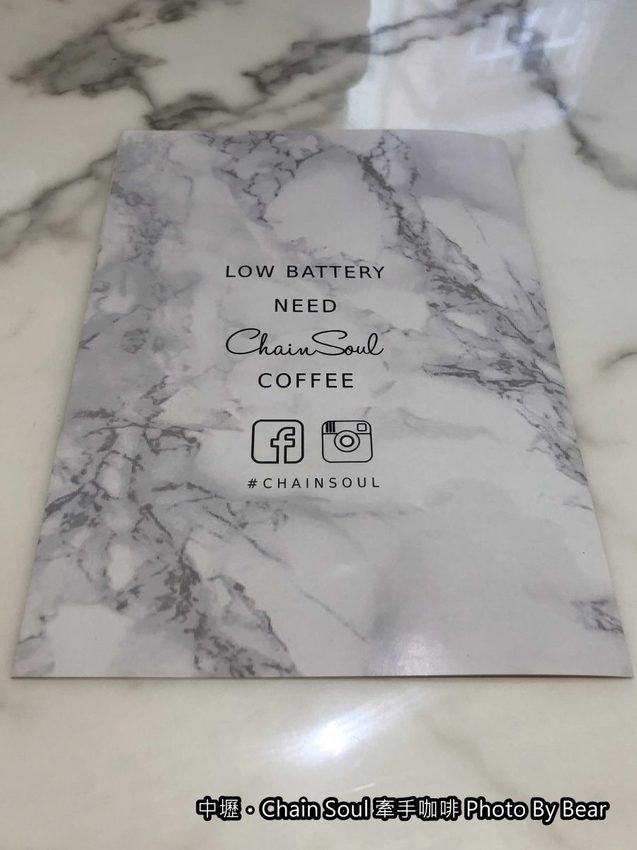 LOW BATTERY
NEED
ChainSoul
COFFEE
#CHAINSOUL
中壢・Chain Soul 牽手咖啡 Photo By Bear